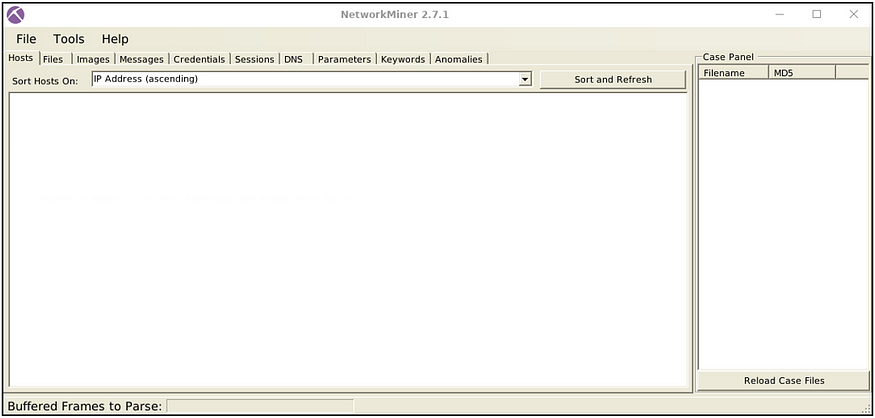 NetworkMiner 2.7.1
File Tools Help
Hosts Files Images Messages Credentials Sessions DNS Parameters Keywords Anomalies
Case Panel
Sort Hosts On: IP Address (ascending) Sort and Refresh
Filename MD5
Reload Case Files
Buffered Frames to Parse: